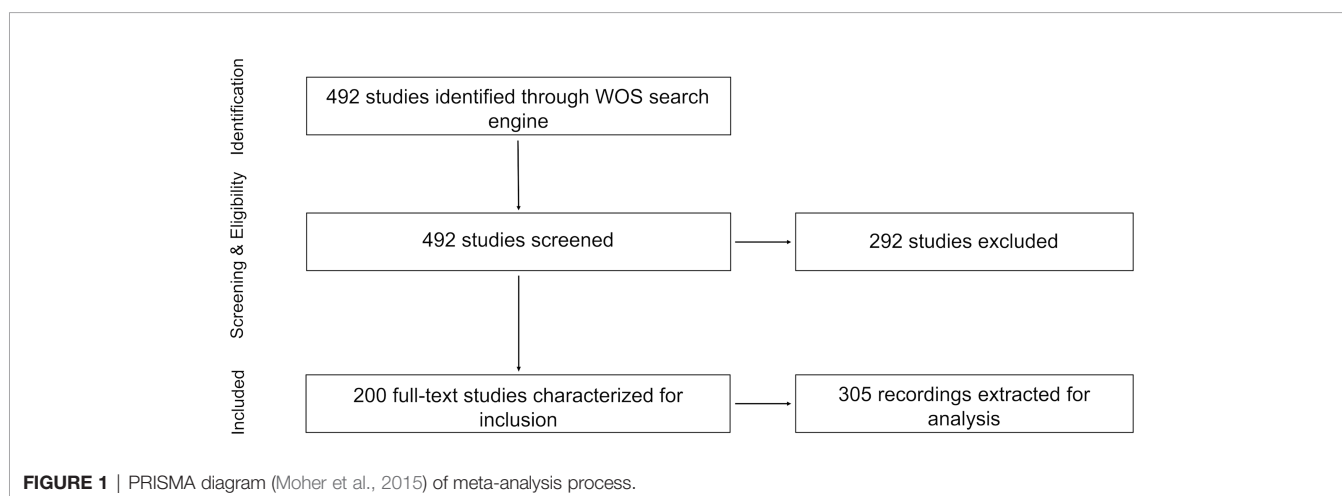 Identification
492 studies identified through WOS search
engine
Screening & Eligibility
492 studies screened
292 studies excluded
Included
200 full-text studies characterized for
inclusion
305 recordings extracted for
analysis
FIGURE 1 | PRISMA diagram (Moher et al., 2015) of meta-analysis process.